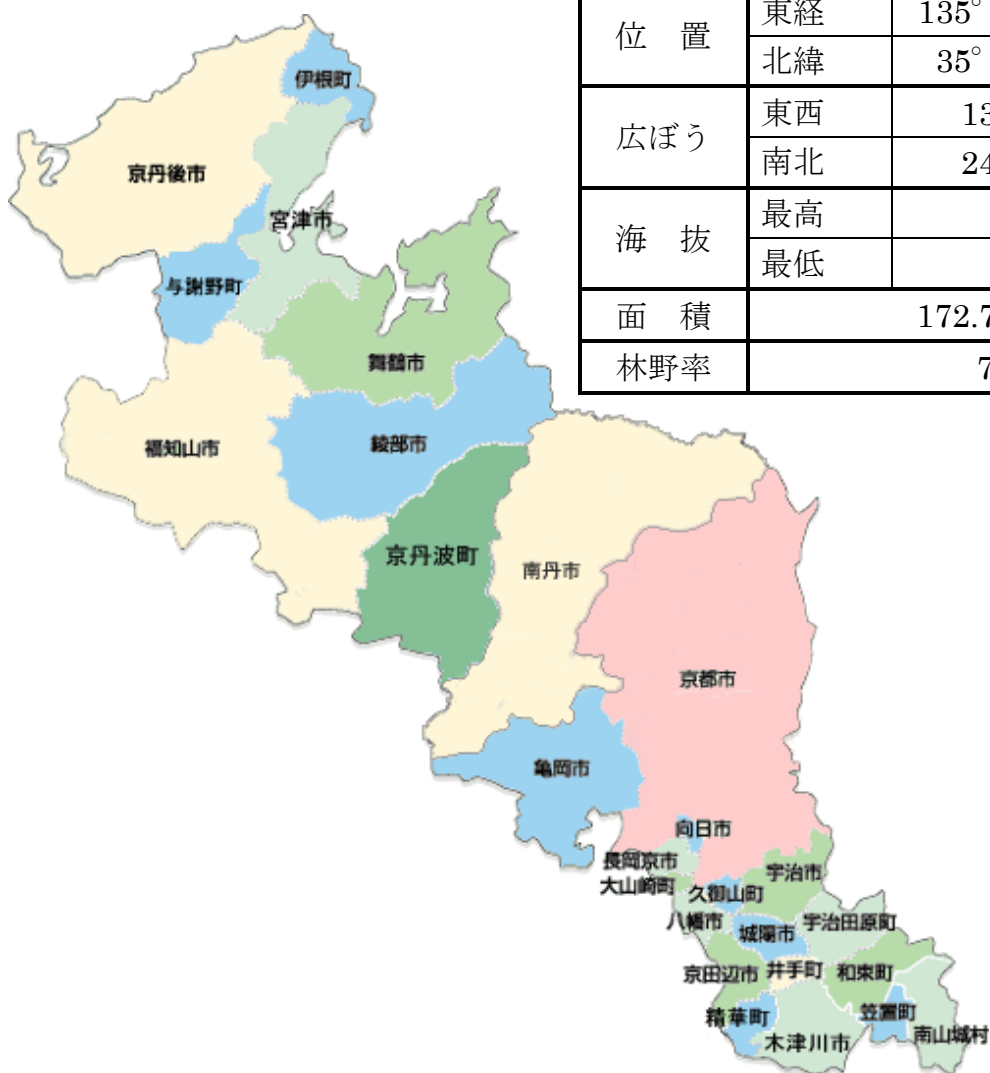 位 置
東経 135°
北緯 35°
広ぼう
東西 13
南北 24
海 抜
最高
最低
面 積 172.7
林野率 7
伊根町
京丹後市
宮津市
与謝野町
舞鶴市
綾部市
福知山市
京丹波町
南丹市
京都市
亀岡市
向日市
長岡京市
大山崎町
宇治市
久御山町
八幡市
宇治田原町
城陽市
京田辺市
井手町
和束町
精華町
笠置町
木津川市
南山城村